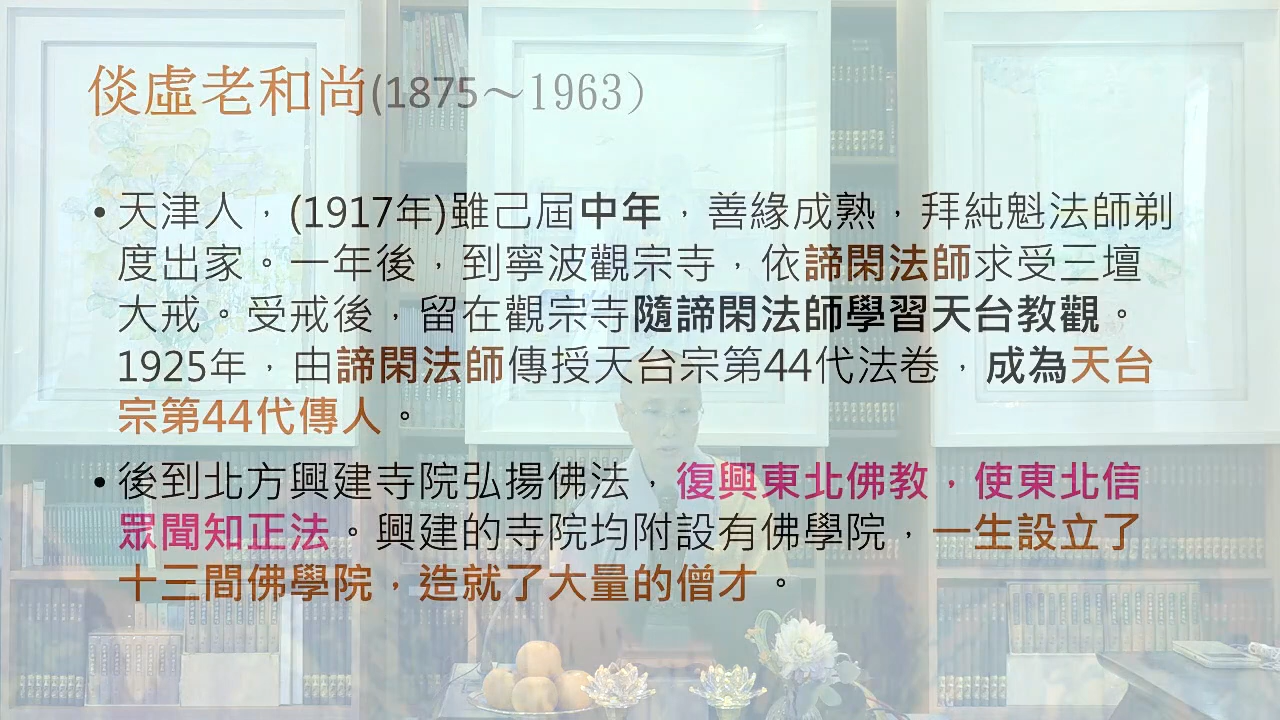 倓虛老和尚(1875～1963)
• 天津人，(1917年)雖己屆中年，善緣成熟，拜純魁法師剃
度出家。一年後，到寧波觀宗寺，依諦閑法師求受三壇
大戒。受戒後，留在觀宗寺隨諦閑法師學習天台教觀。
1925年，由諦閑法師傳授天台宗第44代法卷，成為天台
宗第44代傳人。
• 後到北方興建寺院弘揚佛法，復興東北佛教，使東北信
眾聞知正法。興建的寺院均附設有佛學院，一生設立了
十三間佛學院，造就了大量的僧才。